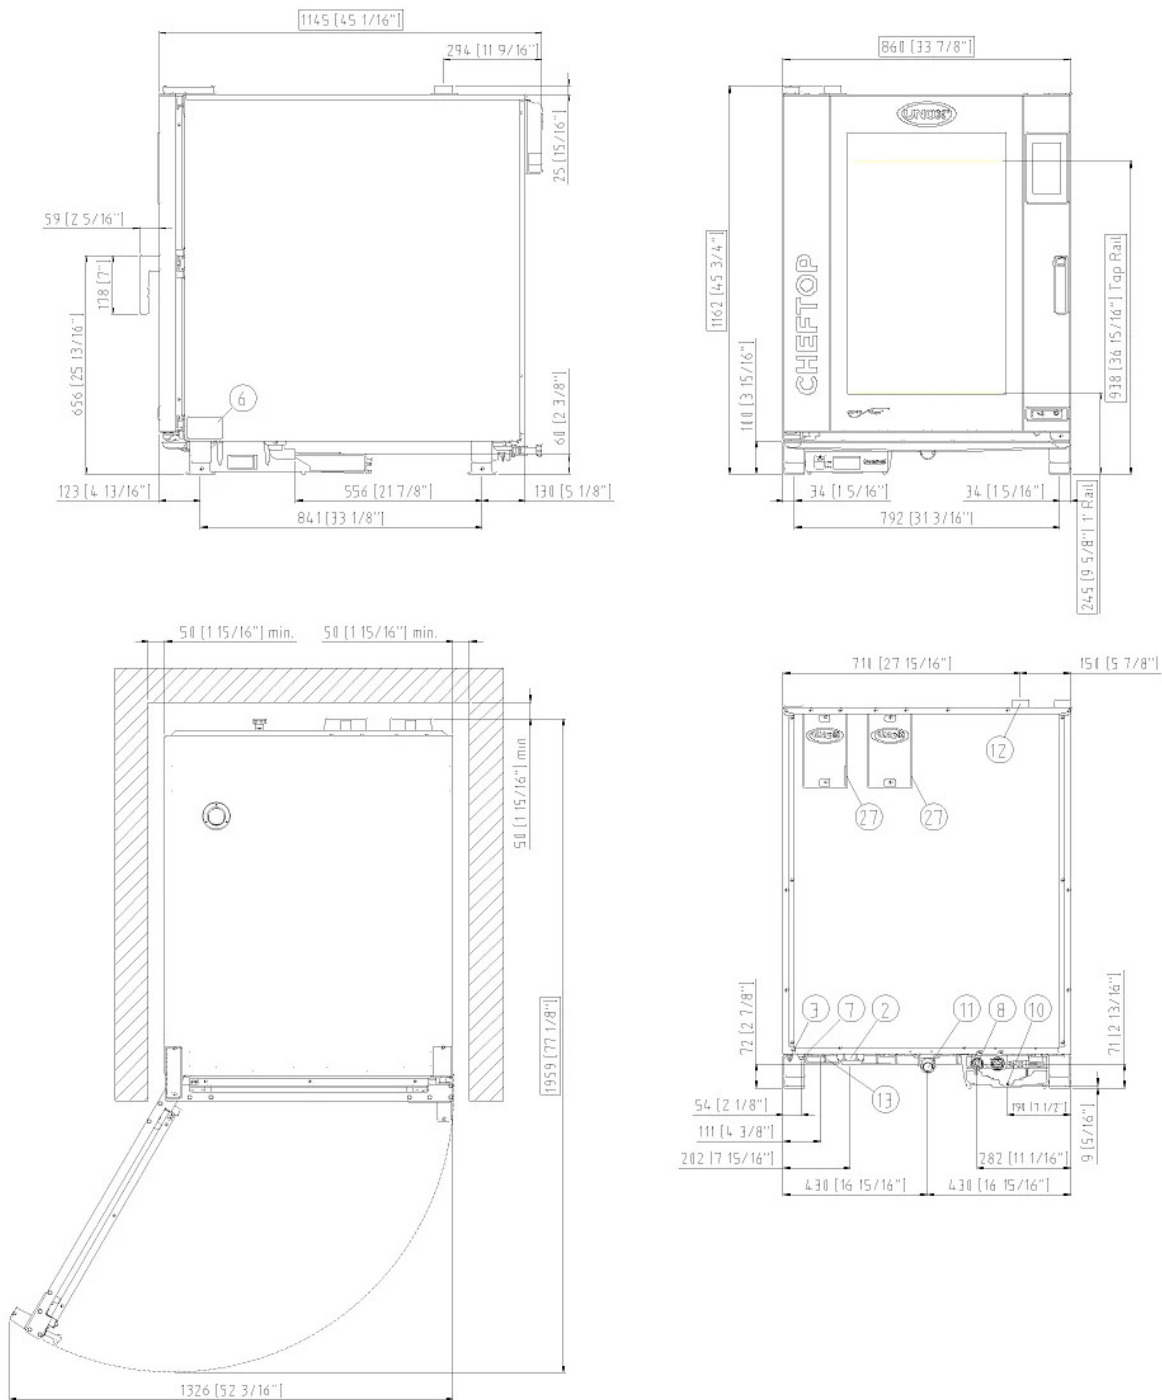 1145 [45 1/16"]
294 [11 9/16"]
25 [15/16"]
59 [2 5/16"]
178 [7"]
656 [25 13/16"]
6
60 [2 3/8"]
123 [4 13/16"]
556 [21 7/8"]
130 [5 1/8"]
841 [33 1/8"]
860 [33 7/8"]
UNOX
1162 [45 3/4"]
CHEFTOP
938 [36 15/16"] Top Rail
100 [3 15/16"]
34 [1 5/16"]
34 [1 5/16"]
792 [31 3/16"]
245 [9 5/8"] 1' Rail
50 [1 15/16"] min.
50 [1 15/16"] min.
50 [1 15/16"] min
1959 [77 1/8"]
1326 [52 3/16"]
710 [27 15/16"]
150 [5 7/8"]
12
UNOX
UNOX
27
27
72 [2 7/8"]
3
7
2
11
8
10
71 [2 13/16"]
13
54 [2 1/8"]
190 [7 1/2"]
9 [5/16"]
111 [4 3/8"]
202 [7 15/16"]
282 [11 1/16"]
430 [16 15/16"]
430 [16 15/16"]